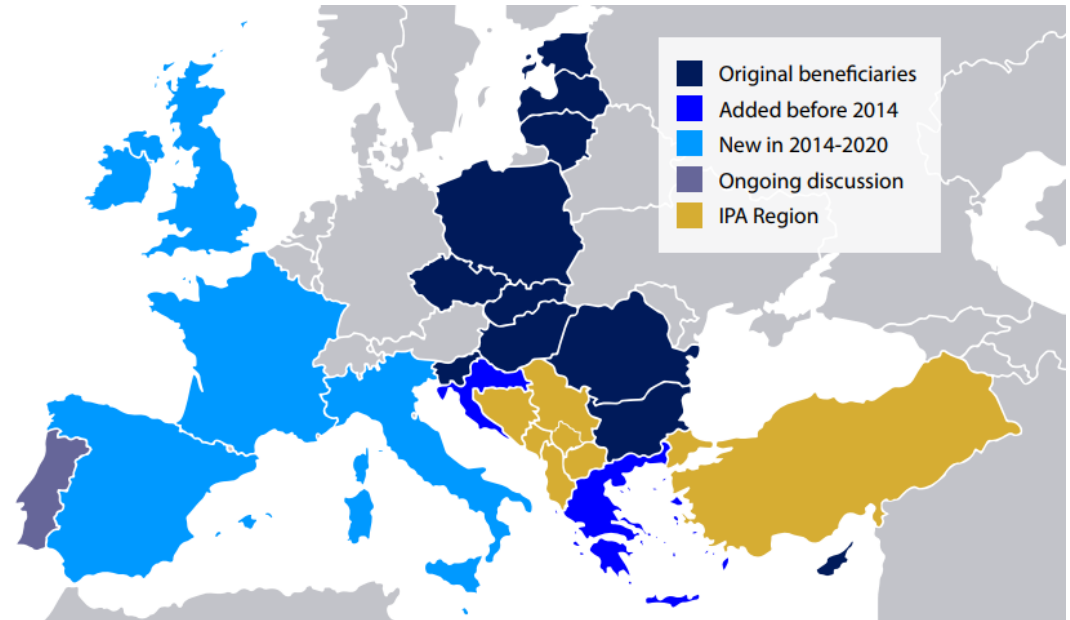 Original beneficiaries
Added before 2014
New in 2014-2020
Ongoing discussion
IPA Region